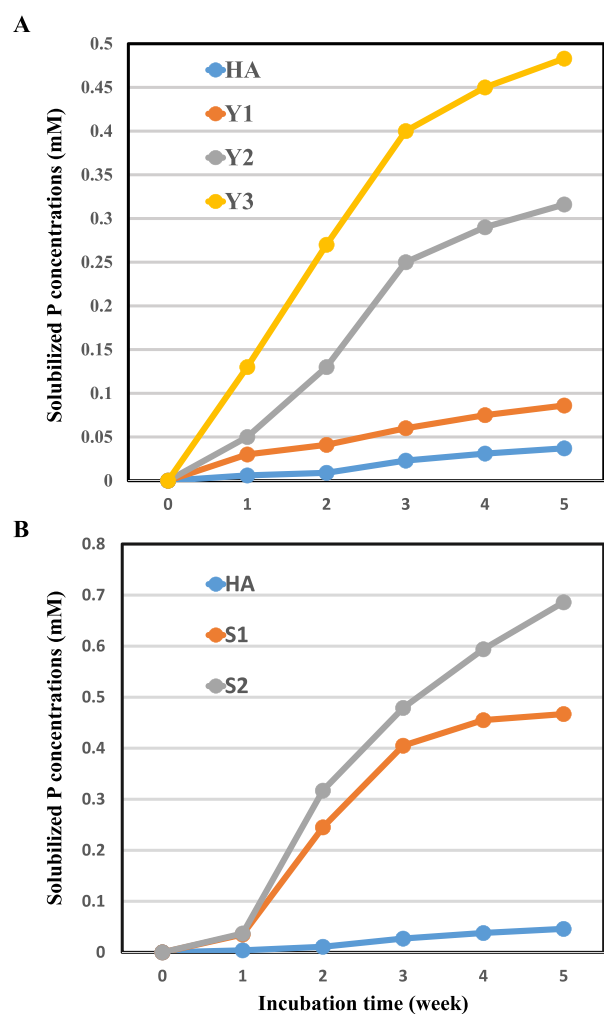 A
Solubilized P concentrations (mM)
0.5
0.45
0.4
0.35
0.3
0.25
0.2
0.15
0.1
0.05
0
HA
Y1
Y2
Y3
0 1 2 3 4 5
B
Solubilized P concentrations (mM)
0.8
0.7
0.6
0.5
0.4
0.3
0.2
0.1
0
HA
S1
S2
0 1 2 3 4 5
Incubation time (week)